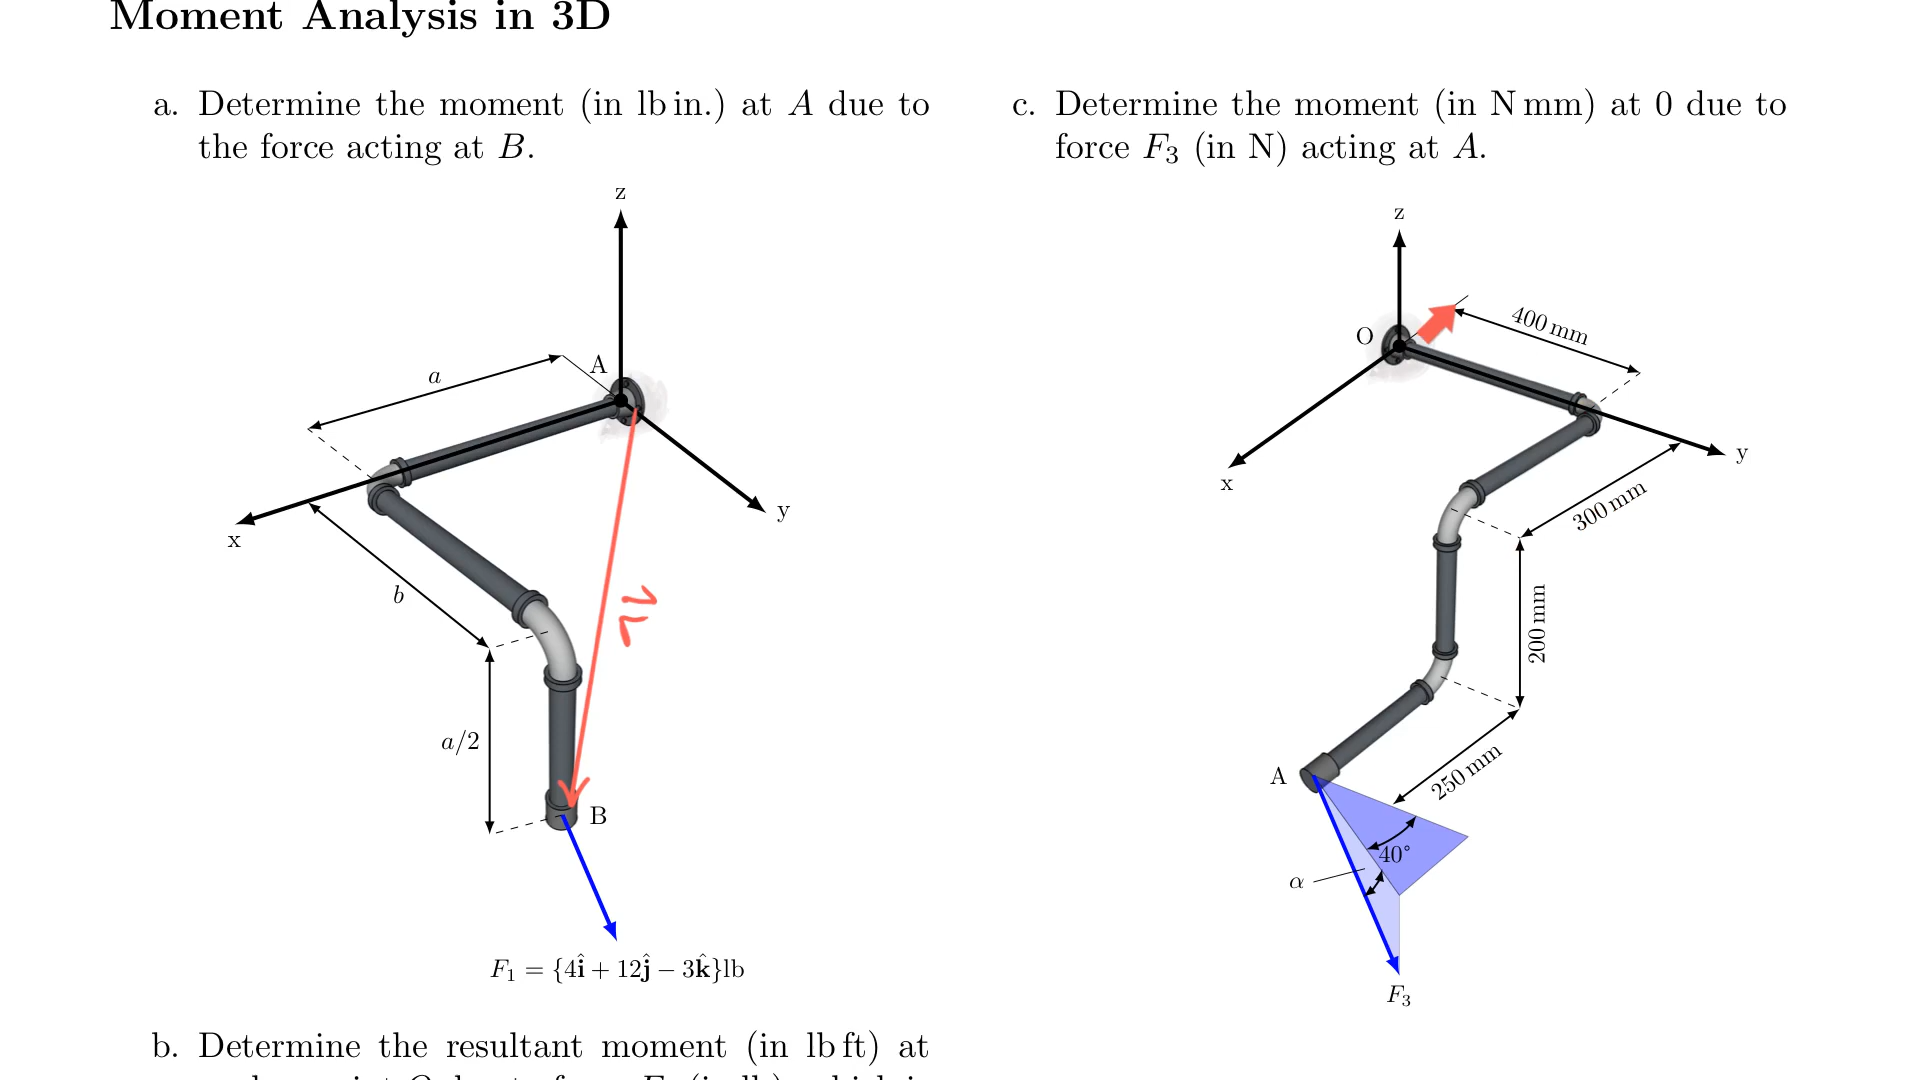 Moment Analysis in 3D
a. Determine the moment (in lb in.) at A due to
the force acting at B.
z
A
a
y
x
b
a/2
B
F₁ = {4î + 12ĵ − 3k̂}lb
b. Determine the resultant moment (in lb ft) at
c. Determine the moment (in N mm) at 0 due to
force F₃ (in N) acting at A.
z
O
400 mm
y
x
300 mm
200 mm
A
250 mm
40°
α
F₃